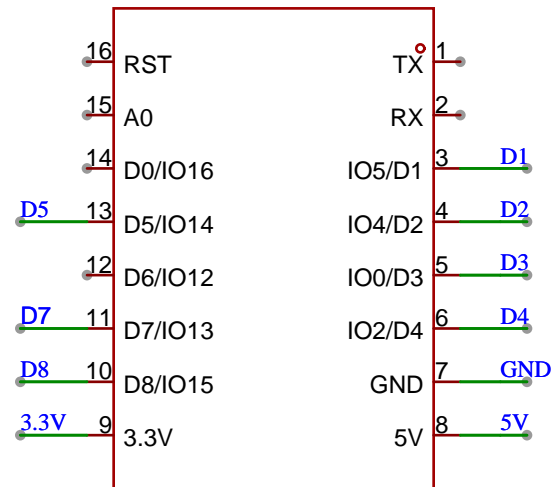 16 RST TX 1
15 A0 RX 2
14 D0/IO16 IO5/D1 3 D1
D5 13 D5/IO14 IO4/D2 4 D2
12 D6/IO12 IO0/D3 5 D3
D7 11 D7/IO13 IO2/D4 6 D4
D8 10 D8/IO15 GND 7 GND
3.3V 9 3.3V 5V 8 5V